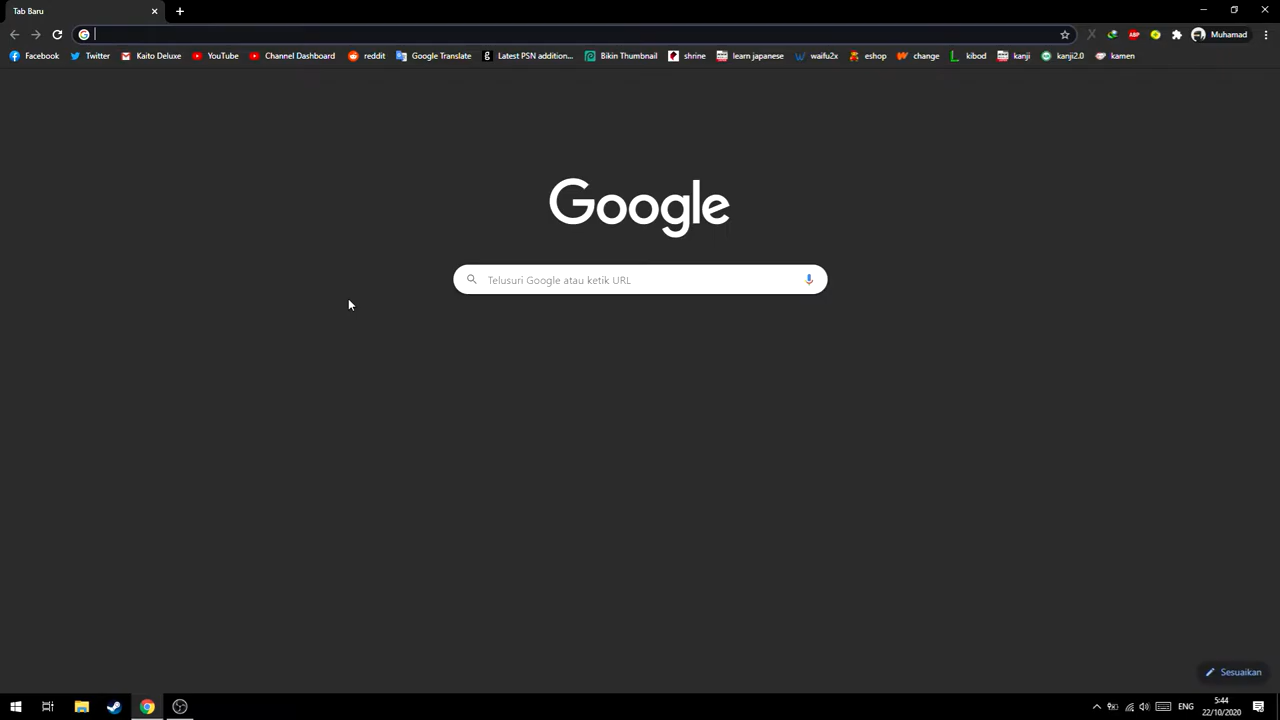 Tab Baru
Muhamad
Facebook Twitter Kaito Deluxe YouTube Channel Dashboard reddit Google Translate Latest PSN addition... Bikin Thumbnail shrine learn japanese waifu2x eshop change kibod kanji kanji2.0 kamen
Google
Telusuri Google atau ketik URL
Sesuaikan
ENG
5:44
22/10/2020